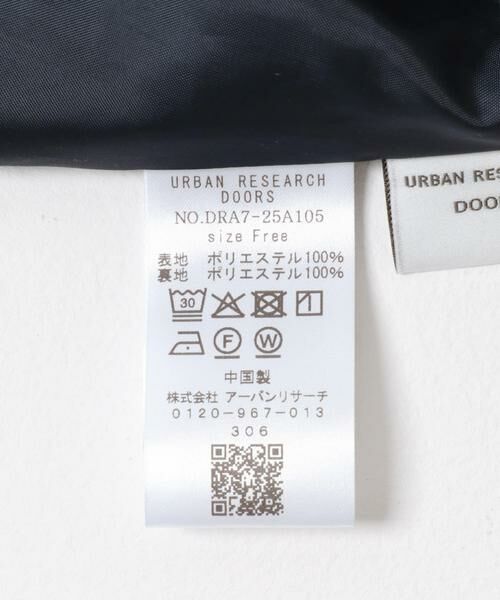 URBAN RESEARCH
DOORS
NO.DRA7-25A105
size Free
表地 ポリエステル100%
裏地 ポリエステル100%
30
F W
中国製
株式会社 アーバンリサーチ
0120-967-013
306
URBAN RES
DOO